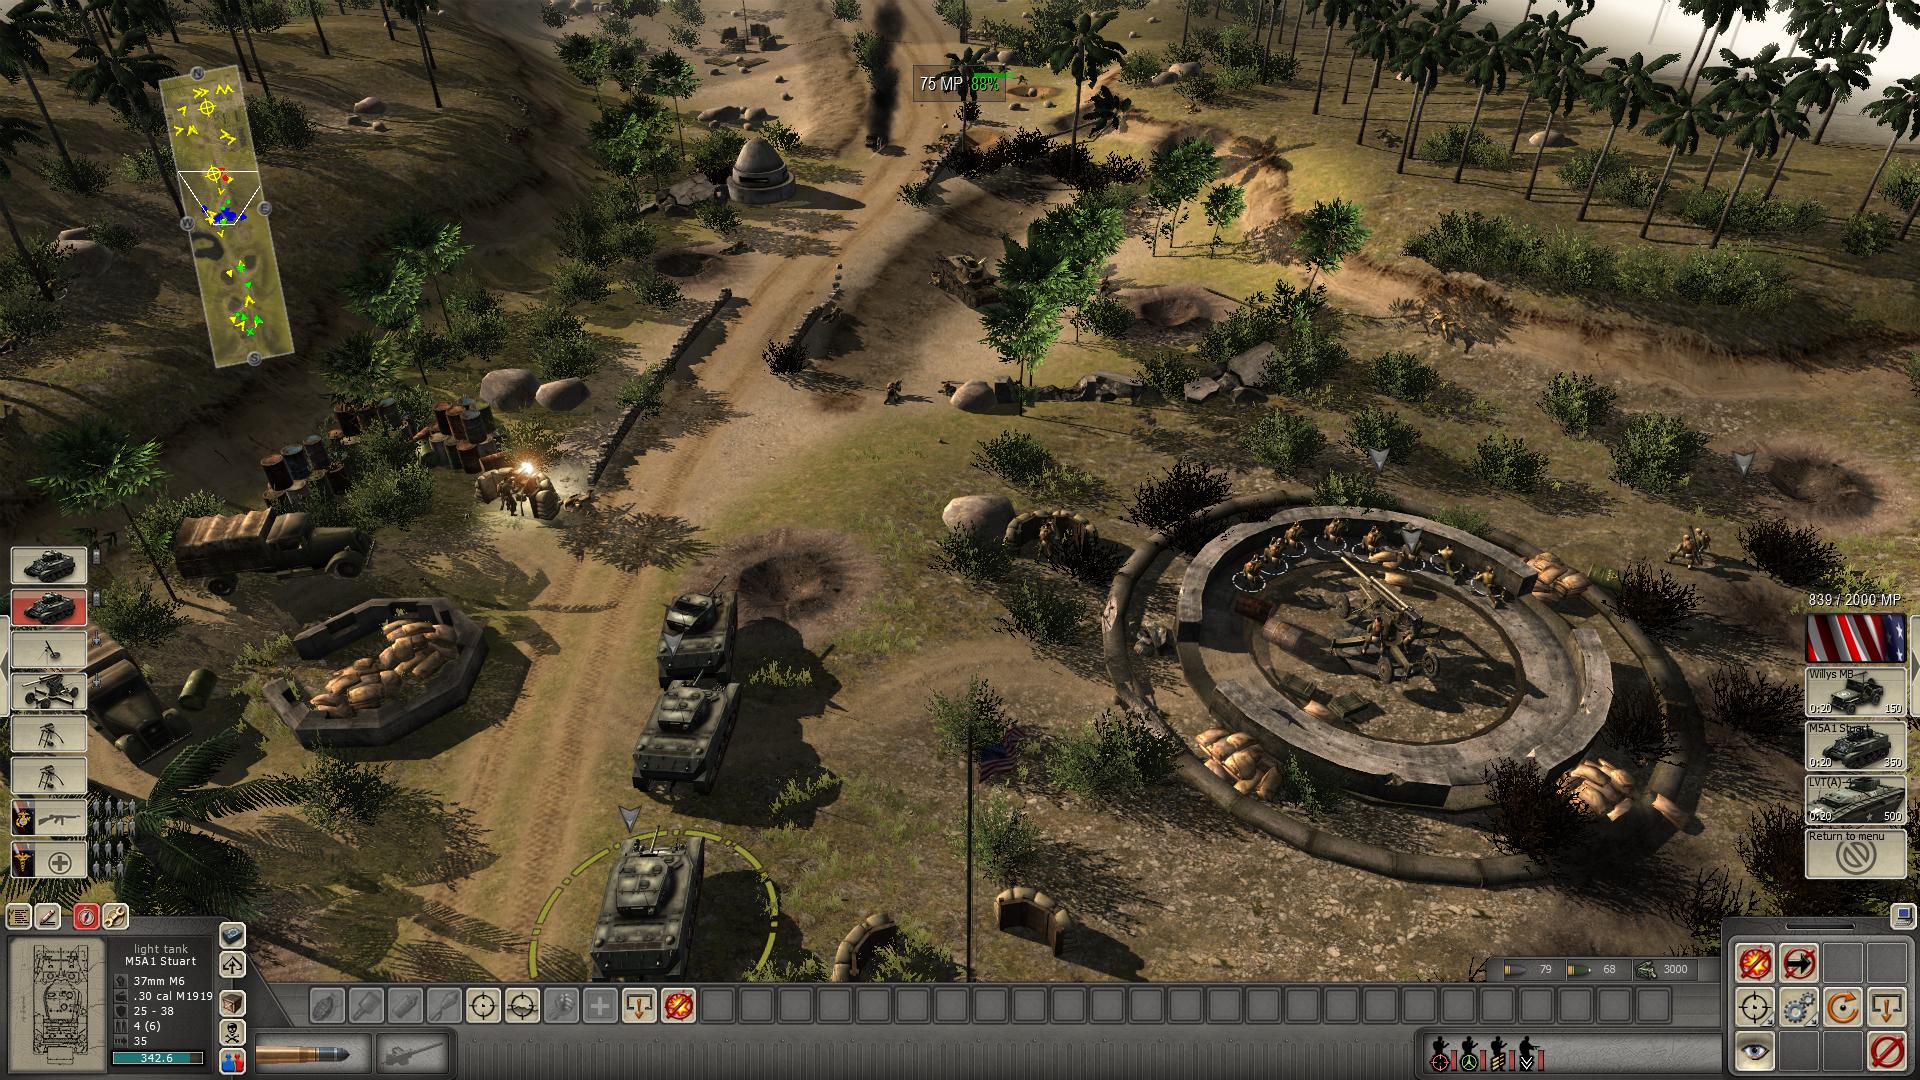 N
75 MP 88%
E
W
S
839 / 2000 MP
Willys MB
0:20 150
M5A1 Stuart
0:20 350
LVT(A)-4
0:20 500
Return to menu
light tank
M5A1 Stuart
37mm M6
.30 cal M1919
25 - 38
4 (6)
35
342.6
79 68 3000